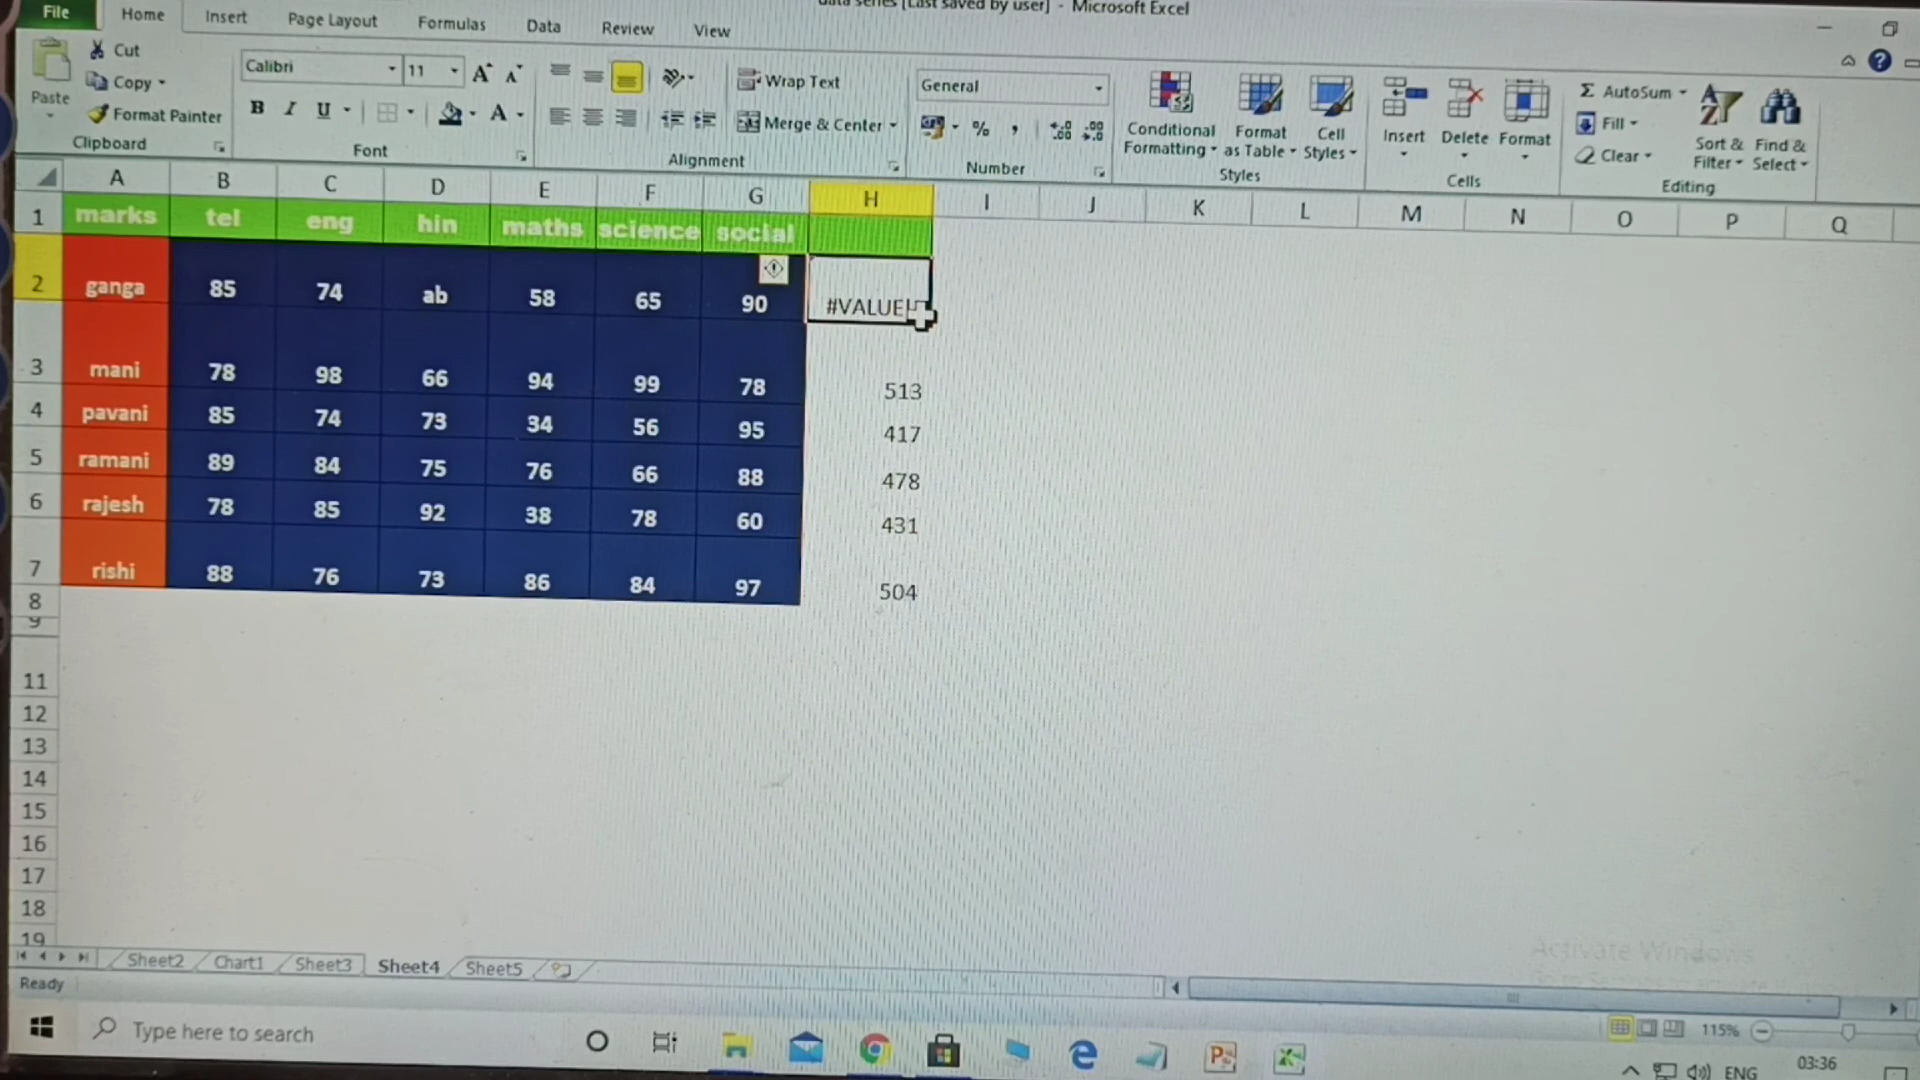 data series [Last saved by user] - Microsoft Excel
File Home Insert Page Layout Formulas Data Review View
Paste
Cut
Copy
Format Painter
Clipboard
Calibri 11
B I U
Font
Wrap Text
Merge & Center
Alignment
General
%
Number
Conditional Formatting
Format as Table
Cell Styles
Styles
Insert Delete Format
Cells
Σ AutoSum
Fill
Clear
Sort & Filter
Find & Select
Editing
A B C D E F G H I J K L M N O P Q
1 marks tel eng hin maths science social
2 ganga 85 74 ab 58 65 90 #VALUE!
3 mani 78 98 66 94 99 78 513
4 pavani 85 74 73 34 56 95 417
5 ramani 89 84 75 76 66 88 478
6 rajesh 78 85 92 38 78 60 431
7 rishi 88 76 73 86 84 97 504
8
9
11
12
13
14
15
16
17
18
19
Activate Windows
Sheet2 Chart1 Sheet3 Sheet4 Sheet5
Ready
115%
Type here to search
ENG
03:36